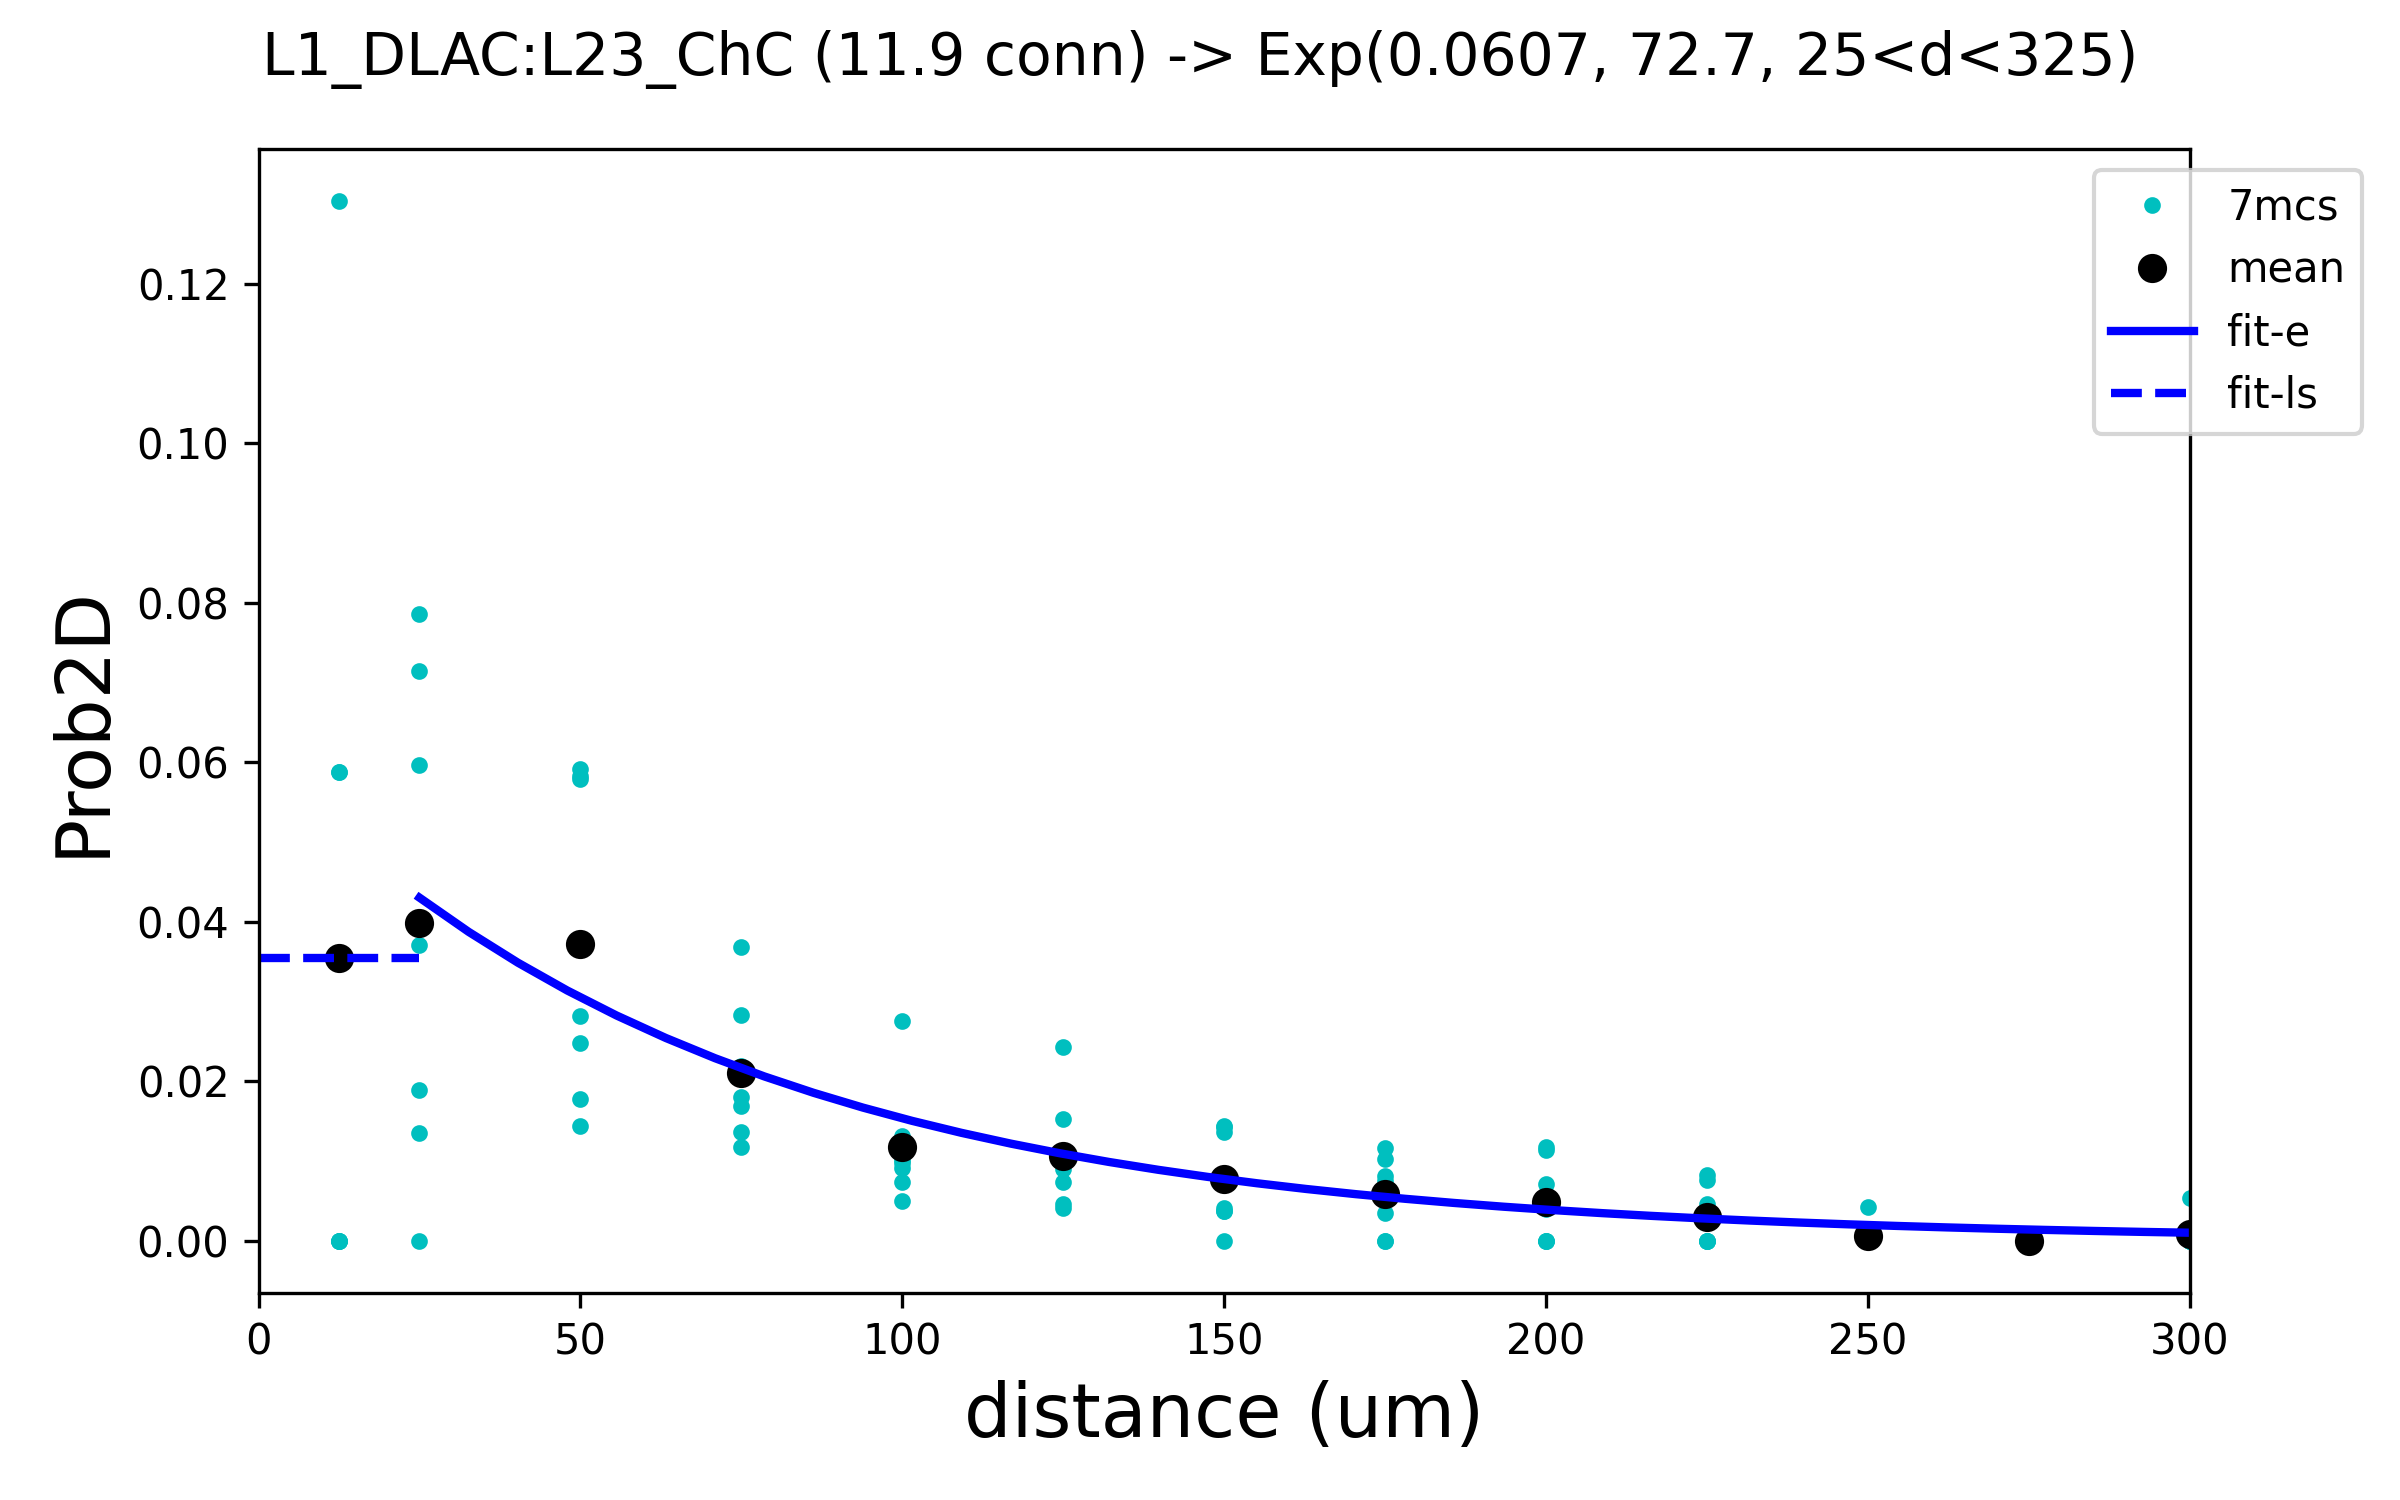 L1_DLAC:L23_ChC (11.9 conn) -> Exp(0.0607, 72.7, 25<d<325)
7mcs
mean
fit-e
fit-ls
Prob2D
0.12
0.10
0.08
0.06
0.04
0.02
0.00
0 50 100 150 200 250 300
distance (um)